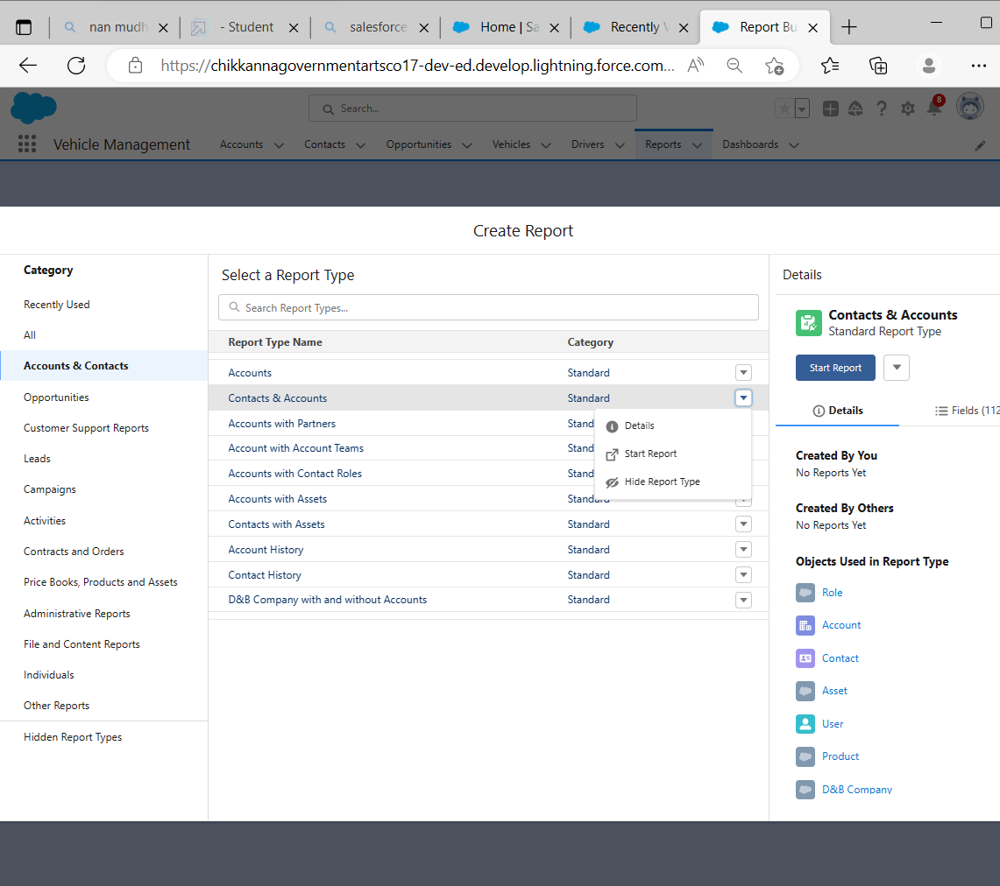 nan mudh
- Student
salesforce
Home | Sa
Recently V
Report Bu
https://chikkannagovernmentartsco17-dev-ed.develop.lightning.force.com...
Search...
8
Vehicle Management
Accounts
Contacts
Opportunities
Vehicles
Drivers
Reports
Dashboards
Create Report
Category
Recently Used
All
Accounts & Contacts
Opportunities
Customer Support Reports
Leads
Campaigns
Activities
Contracts and Orders
Price Books, Products and Assets
Administrative Reports
File and Content Reports
Individuals
Other Reports
Hidden Report Types
Select a Report Type
Search Report Types...
Report Type Name Category
Accounts Standard
Contacts & Accounts Standard
Accounts with Partners Stand
Account with Account Teams Stand
Accounts with Contact Roles Stand
Accounts with Assets Standard
Contacts with Assets Standard
Account History Standard
Contact History Standard
D&B Company with and without Accounts Standard
Details
Start Report
Hide Report Type
Details
Contacts & Accounts
Standard Report Type
Start Report
Details
Fields (112
Created By You
No Reports Yet
Created By Others
No Reports Yet
Objects Used in Report Type
Role
Account
Contact
Asset
User
Product
D&B Company